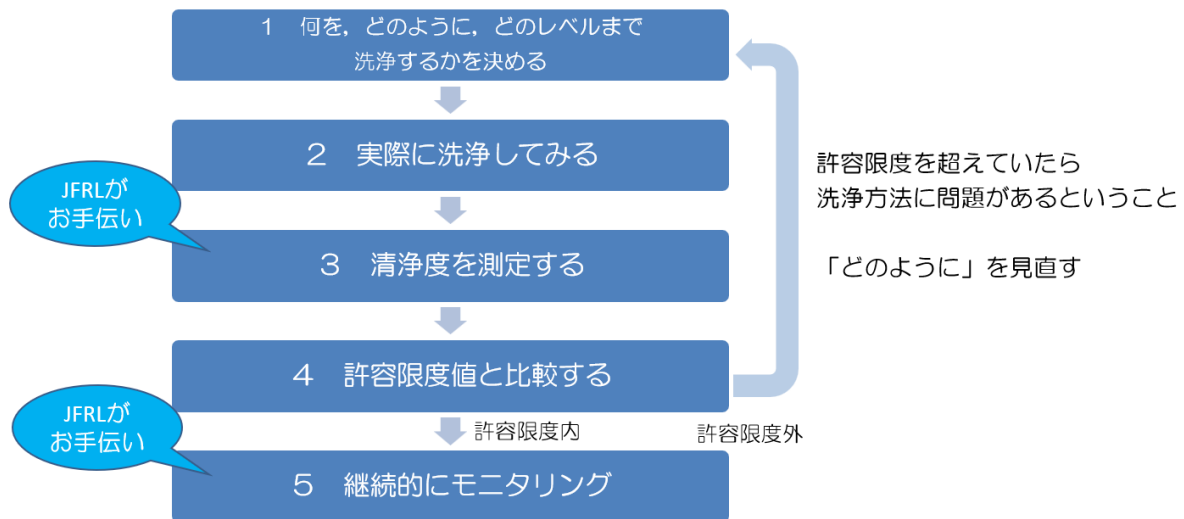 1 何を，どのように，どのレベルまで
洗浄するかを決める
2 実際に洗浄してみる
JFRLが
お手伝い
3 清浄度を測定する
4 許容限度値と比較する
許容限度内
許容限度外
JFRLが
お手伝い
5 継続的にモニタリング
許容限度を超えていたら
洗浄方法に問題があるということ
「どのように」を見直す